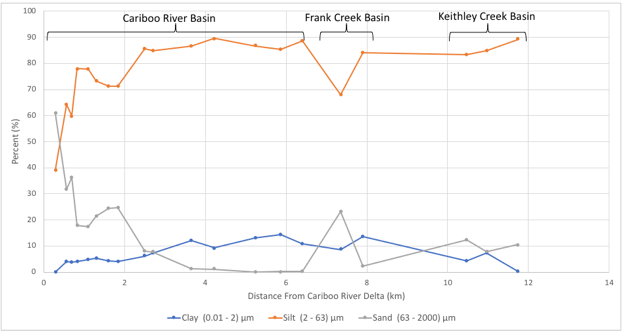 Cariboo River Basin
Frank Creek Basin
Keithley Creek Basin
100
90
80
70
60
50
40
30
20
10
0
Percent (%)
0 2 4 6 8 10 12 14
Distance From Cariboo River Delta (km)
Clay (0.01 - 2) µm Silt (2 - 63) µm Sand (63 - 2000) µm